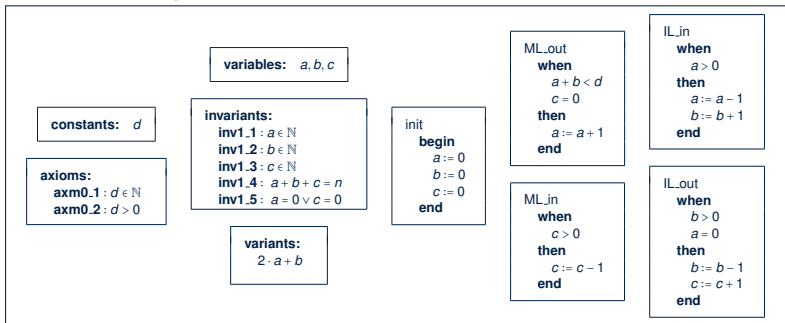 constants: d
axioms:
axm0_1 : d ∈ ℕ
axm0_2 : d > 0
variables: a, b, c
invariants:
inv1_1 : a ∈ ℕ
inv1_2 : b ∈ ℕ
inv1_3 : c ∈ ℕ
inv1_4 : a + b + c = n
inv1_5 : a = 0 ∨ c = 0
variants:
2 · a + b
init
begin
a := 0
b := 0
c := 0
end
ML_out
when
a + b < d
c = 0
then
a := a + 1
end
ML_in
when
c > 0
then
c := c − 1
end
IL_in
when
a > 0
then
a := a − 1
b := b + 1
end
IL_out
when
b > 0
a = 0
then
b := b − 1
c := c + 1
end